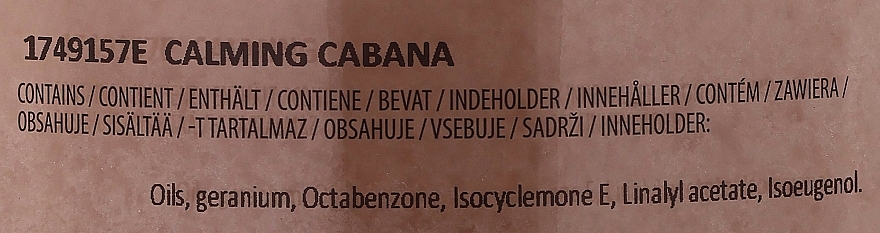 1749157E CALMING CABANA
CONTAINS / CONTIENT / ENTHÄLT / CONTIENE / BEVAT / INDEHOLDER / INNEHÅLLER / CONTÉM / ZAWIERA /
OBSAHUJE / SISÄLTÄÄ / -T TARTALMAZ / OBSAHUJE / VSEBUJE / SADRŽI / INNEHOLDER:
Oils, geranium, Octabenzone, Isocyclemone E, Linalyl acetate, Isoeugenol.